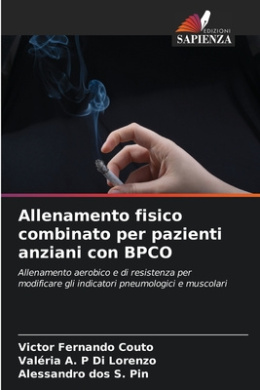 EDIZIONI
SAPIENZA
Allenamento fisico
combinato per pazienti
anziani con BPCO
Allenamento aerobico e di resistenza per
modificare gli indicatori pneumologici e muscolari
Victor Fernando Couto
Valéria A. P Di Lorenzo
Alessandro dos S. Pin